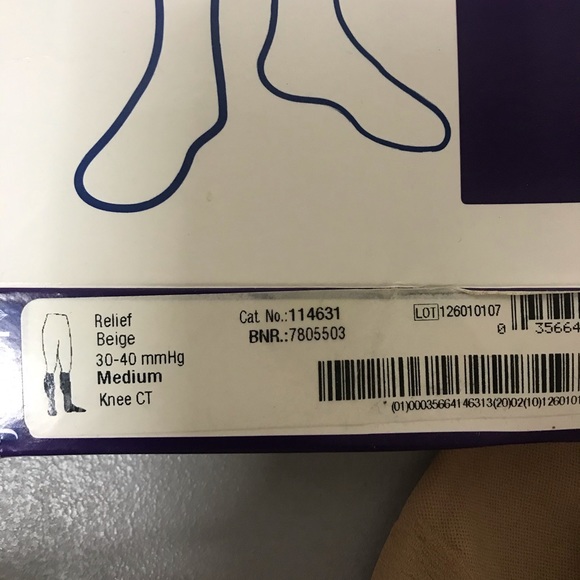 Relief
Beige
30-40 mmHg
Medium
Knee CT
Cat No.:114631
BNR.:7805503
LOT 126010107
0 35664
(01)00035664146313(20)02(10)1260101